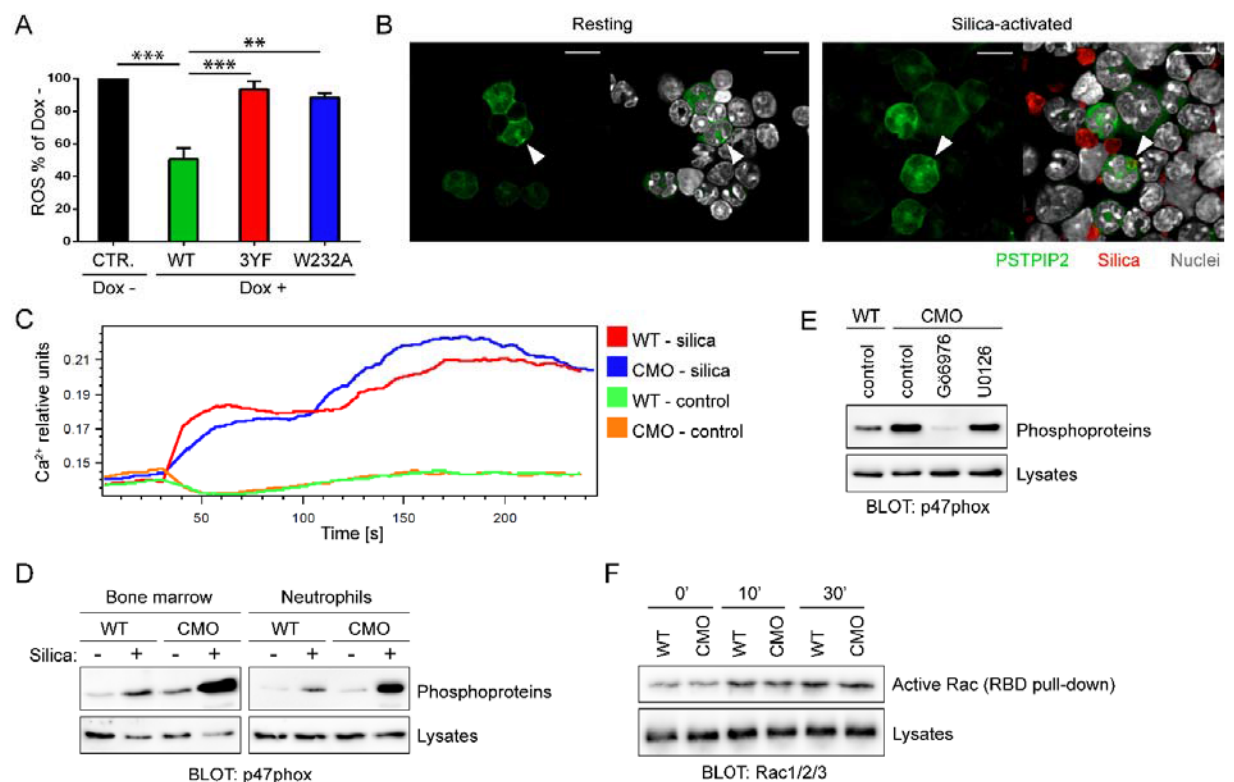 A
*** ** ***
ROS % of Dox -
100
80
60
40
20
0
CTR. WT 3YF W232A
Dox - Dox +
B
Resting Silica-activated
PSTPIP2 Silica Nuclei
C
Ca²⁺ relative units
0.21
0.19
0.17
0.15
50 100 150 200
Time [s]
WT - silica
CMO - silica
WT - control
CMO - control
D
Bone marrow Neutrophils
WT CMO WT CMO
Silica: - + - + - + - +
Phosphoproteins
Lysates
BLOT: p47phox
E
WT CMO
control control Gö6976 U0126
Phosphoproteins
Lysates
BLOT: p47phox
F
0' 10' 30'
WT CMO WT CMO WT CMO
Active Rac (RBD pull-down)
Lysates
BLOT: Rac1/2/3